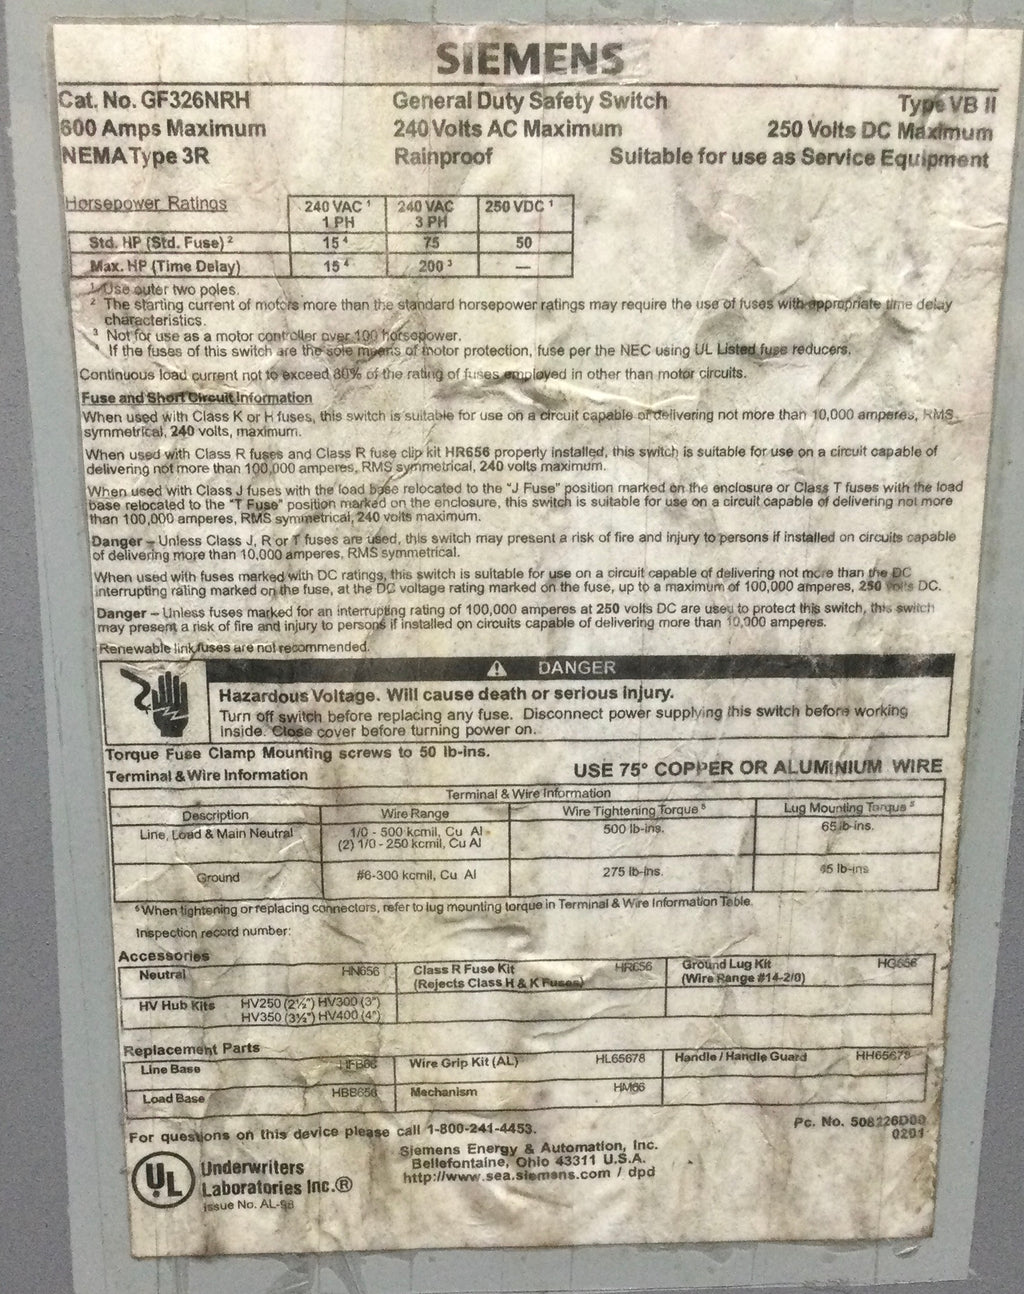 SIEMENS
Cat. No. GF326NRH General Duty Safety Switch Type VB II
600 Amps Maximum 240 Volts AC Maximum 250 Volts DC Maximum
NEMA Type 3R Rainproof Suitable for use as Service Equipment
Horsepower Ratings 240 VAC ¹ 240 VAC 250 VDC ¹
1 PH 3 PH
Std. HP (Std. Fuse) ² 15 ⁴ 75 50
Max. HP (Time Delay) 15 ⁴ 200 ³ —
¹ Use outer two poles.
² The starting current of motors more than the standard horsepower ratings may require the use of fuses with appropriate time delay
characteristics.
³ Not for use as a motor controller over 100 horsepower.
If the fuses of this switch are the sole means of motor protection, fuse per the NEC using UL Listed fuse reducers.
Continuous load current not to exceed 80% of the rating of fuses employed in other than motor circuits.
Fuse and Short Circuit Information
When used with Class K or H fuses, this switch is suitable for use on a circuit capable of delivering not more than 10,000 amperes, RMS
symmetrical, 240 volts, maximum.
When used with Class R fuses and Class R fuse clip kit HR656 properly installed, this switch is suitable for use on a circuit capable of
delivering not more than 100,000 amperes, RMS symmetrical, 240 volts maximum.
When used with Class J fuses with the load base relocated to the "J Fuse" position marked on the enclosure or Class T fuses with the load
base relocated to the "T Fuse" position marked on the enclosure, this switch is suitable for use on a circuit capable of delivering not more
than 100,000 amperes, RMS symmetrical, 240 volts maximum.
Danger – Unless Class J, R or T fuses are used, this switch may present a risk of fire and injury to persons if installed on circuits capable
of delivering more than 10,000 amperes, RMS symmetrical.
When used with fuses marked with DC ratings, this switch is suitable for use on a circuit capable of delivering not more than the DC
interrupting rating marked on the fuse, at the DC voltage rating marked on the fuse, up to a maximum of 100,000 amperes, 250 volts DC.
Danger – Unless fuses marked for an interrupting rating of 100,000 amperes at 250 volts DC are used to protect this switch, this switch
may present a risk of fire and injury to persons if installed on circuits capable of delivering more than 10,000 amperes.
Renewable link fuses are not recommended.
DANGER
Hazardous Voltage. Will cause death or serious injury.
Turn off switch before replacing any fuse. Disconnect power supplying this switch before working
inside. Close cover before turning power on.
Torque Fuse Clamp Mounting screws to 50 lb-ins.
Terminal & Wire Information USE 75° COPPER OR ALUMINIUM WIRE
Terminal & Wire Information
Description Wire Range Wire Tightening Torque ⁵ Lug Mounting Torque ⁵
Line, Load & Main Neutral 1/0 - 500 kcmil, Cu Al 500 lb-ins. 65 lb-ins.
(2) 1/0 - 250 kcmil, Cu Al
Ground #6-300 kcmil, Cu Al 275 lb-ins. 45 lb-ins
⁵When tightening or replacing connectors, refer to lug mounting torque in Terminal & Wire Information Table.
Inspection record number:
Accessories
Neutral HN656 Class R Fuse Kit HR656 Ground Lug Kit HG656
(Rejects Class H & K Fuses) (Wire Range #14-2/0)
HV Hub Kits HV250 (2½") HV300 (3")
HV350 (3½") HV400 (4")
Replacement Parts
Line Base HFB66 Wire Grip Kit (AL) HL65678 Handle / Handle Guard HH65678
Load Base HBB656 Mechanism HM66
For questions on this device please call 1-800-241-4453. Pc. No. 508226D00
0201
Siemens Energy & Automation, Inc.
Bellefontaine, Ohio 43311 U.S.A.
http://www.sea.siemens.com / dpd
UL Underwriters
Laboratories Inc.®
Issue No. AL-98